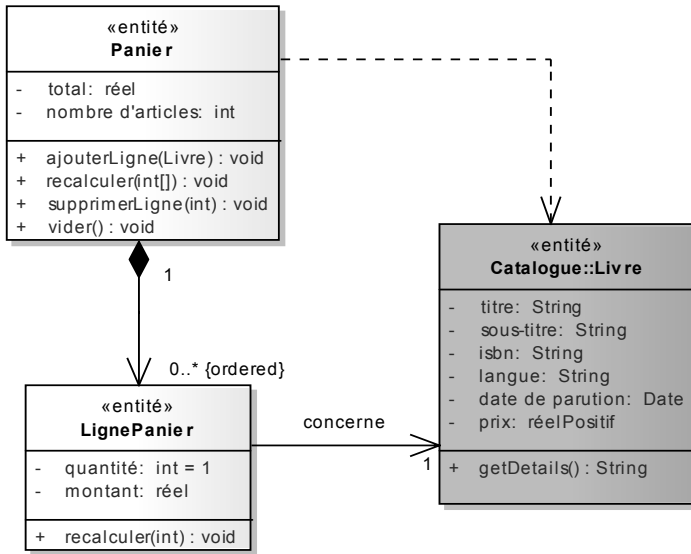 «entité»
Panier
- total: réel
- nombre d'articles: int
+ ajouterLigne(Livre) : void
+ recalculer(int[]) : void
+ supprimerLigne(int) : void
+ vider() : void
1
0..* {ordered}
«entité»
LignePanier
- quantité: int = 1
- montant: réel
+ recalculer(int) : void
concerne
1
«entité»
Catalogue::Livre
- titre: String
- sous-titre: String
- isbn: String
- langue: String
- date de parution: Date
- prix: réelPositif
+ getDetails() : String